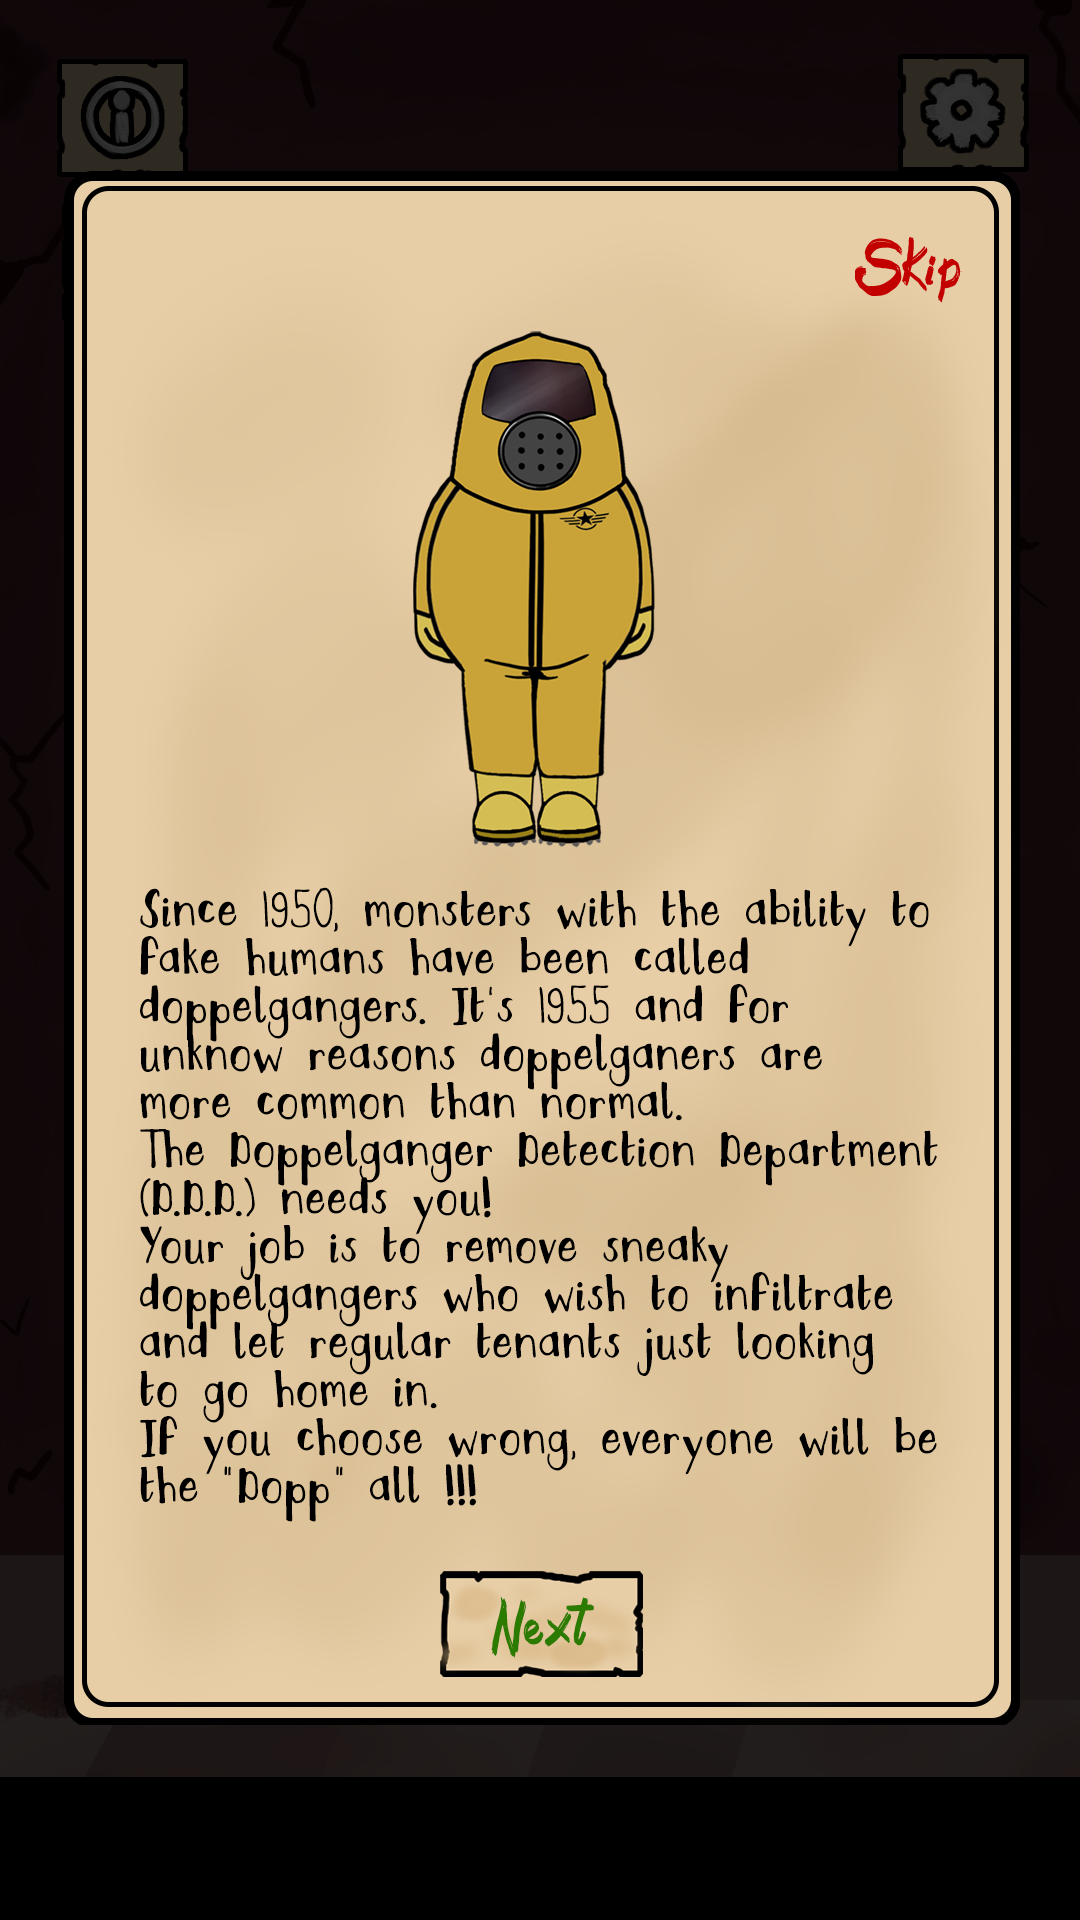 Skip
Since 1950, monsters with the ability to
fake humans have been called
doppelgangers. It's 1955 and for
unknow reasons doppelganers are
more common than normal.
The Doppelganger Detection Department
(D.D.D.) needs you!
Your job is to remove sneaky
doppelgangers who wish to infiltrate
and let regular tenants just looking
to go home in.
If you choose wrong, everyone will be
the "Dopp" all !!!
Next